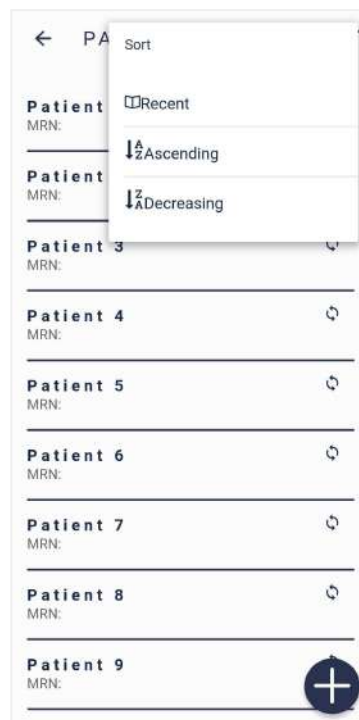 PA
Sort
Recent
Ascending
Decreasing
Patient
MRN:
Patient
MRN:
Patient 3
MRN:
Patient 4
MRN:
Patient 5
MRN:
Patient 6
MRN:
Patient 7
MRN:
Patient 8
MRN:
Patient 9
MRN: